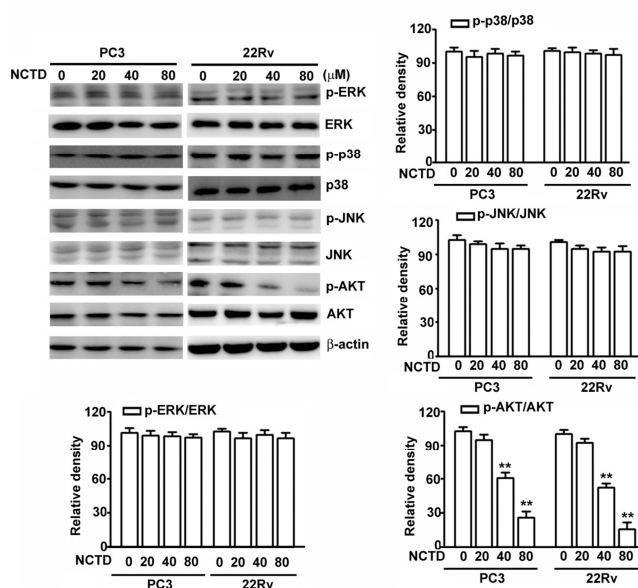 PC3 22Rv
NCTD 0 20 40 80 0 20 40 80 (μM)
p-ERK
ERK
p-p38
p38
p-JNK
JNK
p-AKT
AKT
β-actin
p-p38/p38
Relative density
120
90
60
30
0
NCTD 0 20 40 80 0 20 40 80
PC3 22Rv
p-JNK/JNK
Relative density
120
90
60
30
0
NCTD 0 20 40 80 0 20 40 80
PC3 22Rv
p-ERK/ERK
Relative density
120
90
60
30
0
NCTD 0 20 40 80 0 20 40 80
PC3 22Rv
p-AKT/AKT
Relative density
120
90
60
30
0
** ** ** **
NCTD 0 20 40 80 0 20 40 80
PC3 22Rv